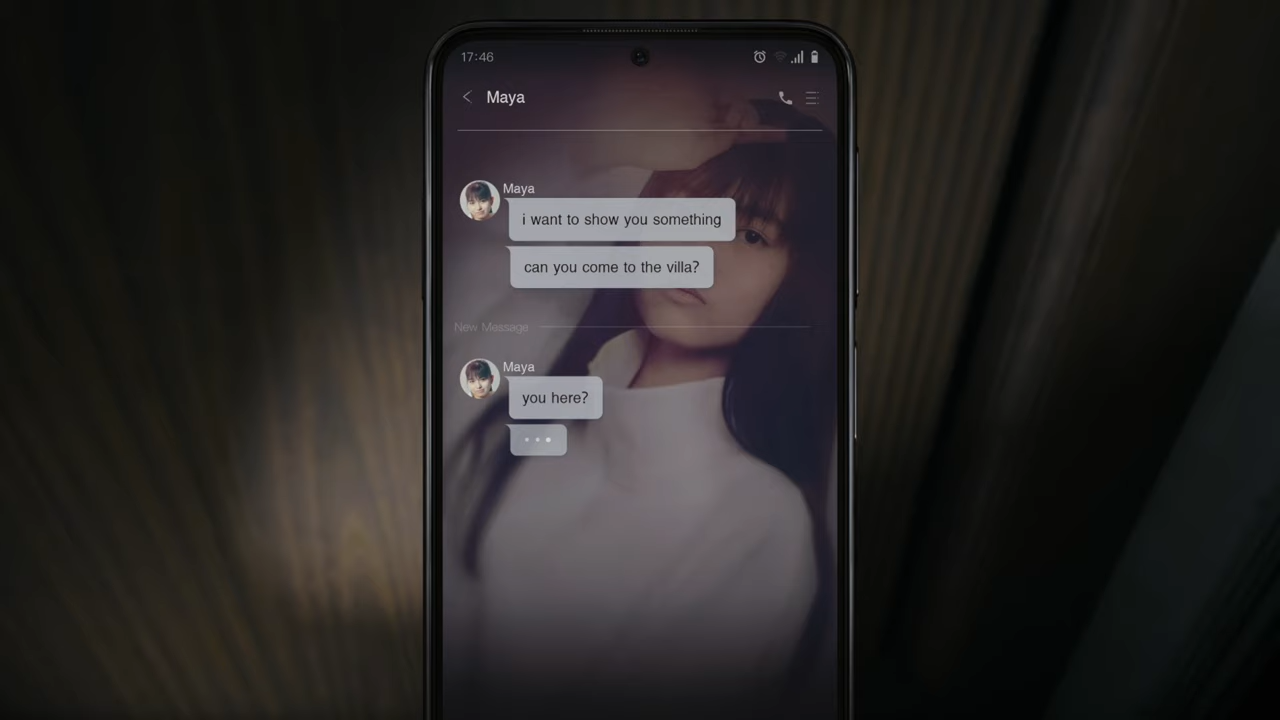 17:46
Maya
Maya
i want to show you something
can you come to the villa?
New Message
Maya
you here?